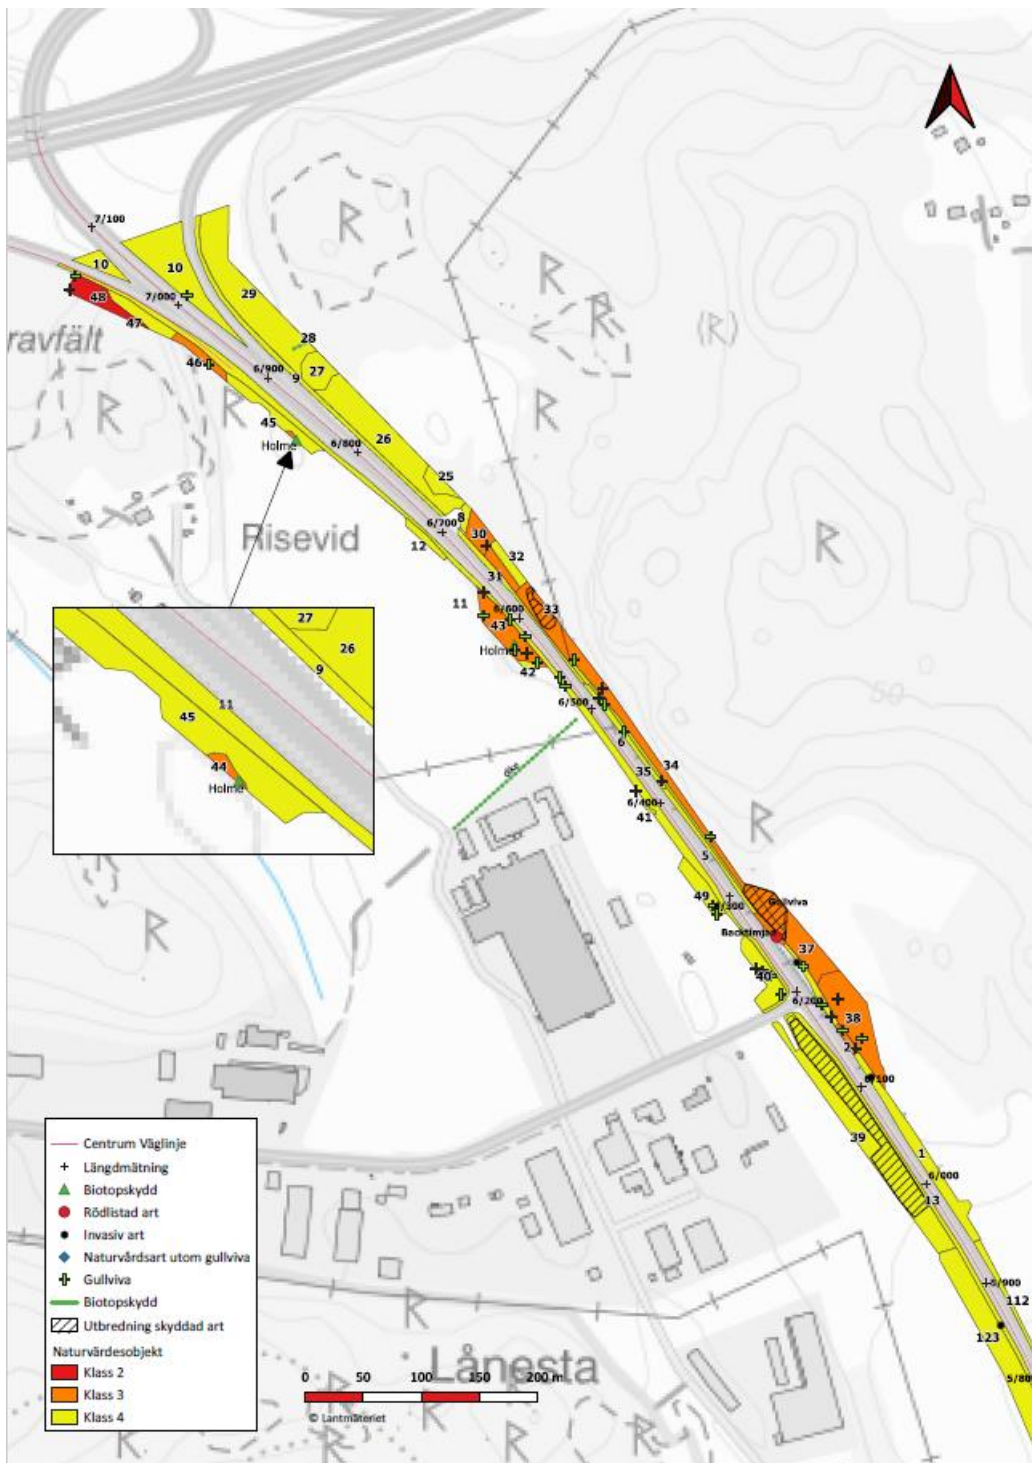 7/100
10
10
29
7/000
48
47
ravfält
28
46
6/900
9
27
45
Holme
6/800
26
25
6/700
8
30
Risevid
12
32
31
11
6/600
33
43
Holme
42
6/500
50
27
26
9
11
45
44
Holme
6
35
34
6/400
41
5
49
Gullviva
Backtimjan
37
40
6/200
38
2
39
1
6/000
13
5/900
112
123
5/800
Lånesta
Centrum Väglinje
Längdmätning
Biotopskydd
Rödlistad art
Invasiv art
Naturvårdsart utom gullviva
Gullviva
Biotopskydd
Utbredning skyddad art
Naturvärdesobjekt
Klass 2
Klass 3
Klass 4
0 50 100 150 200 m
© Lantmäteriet